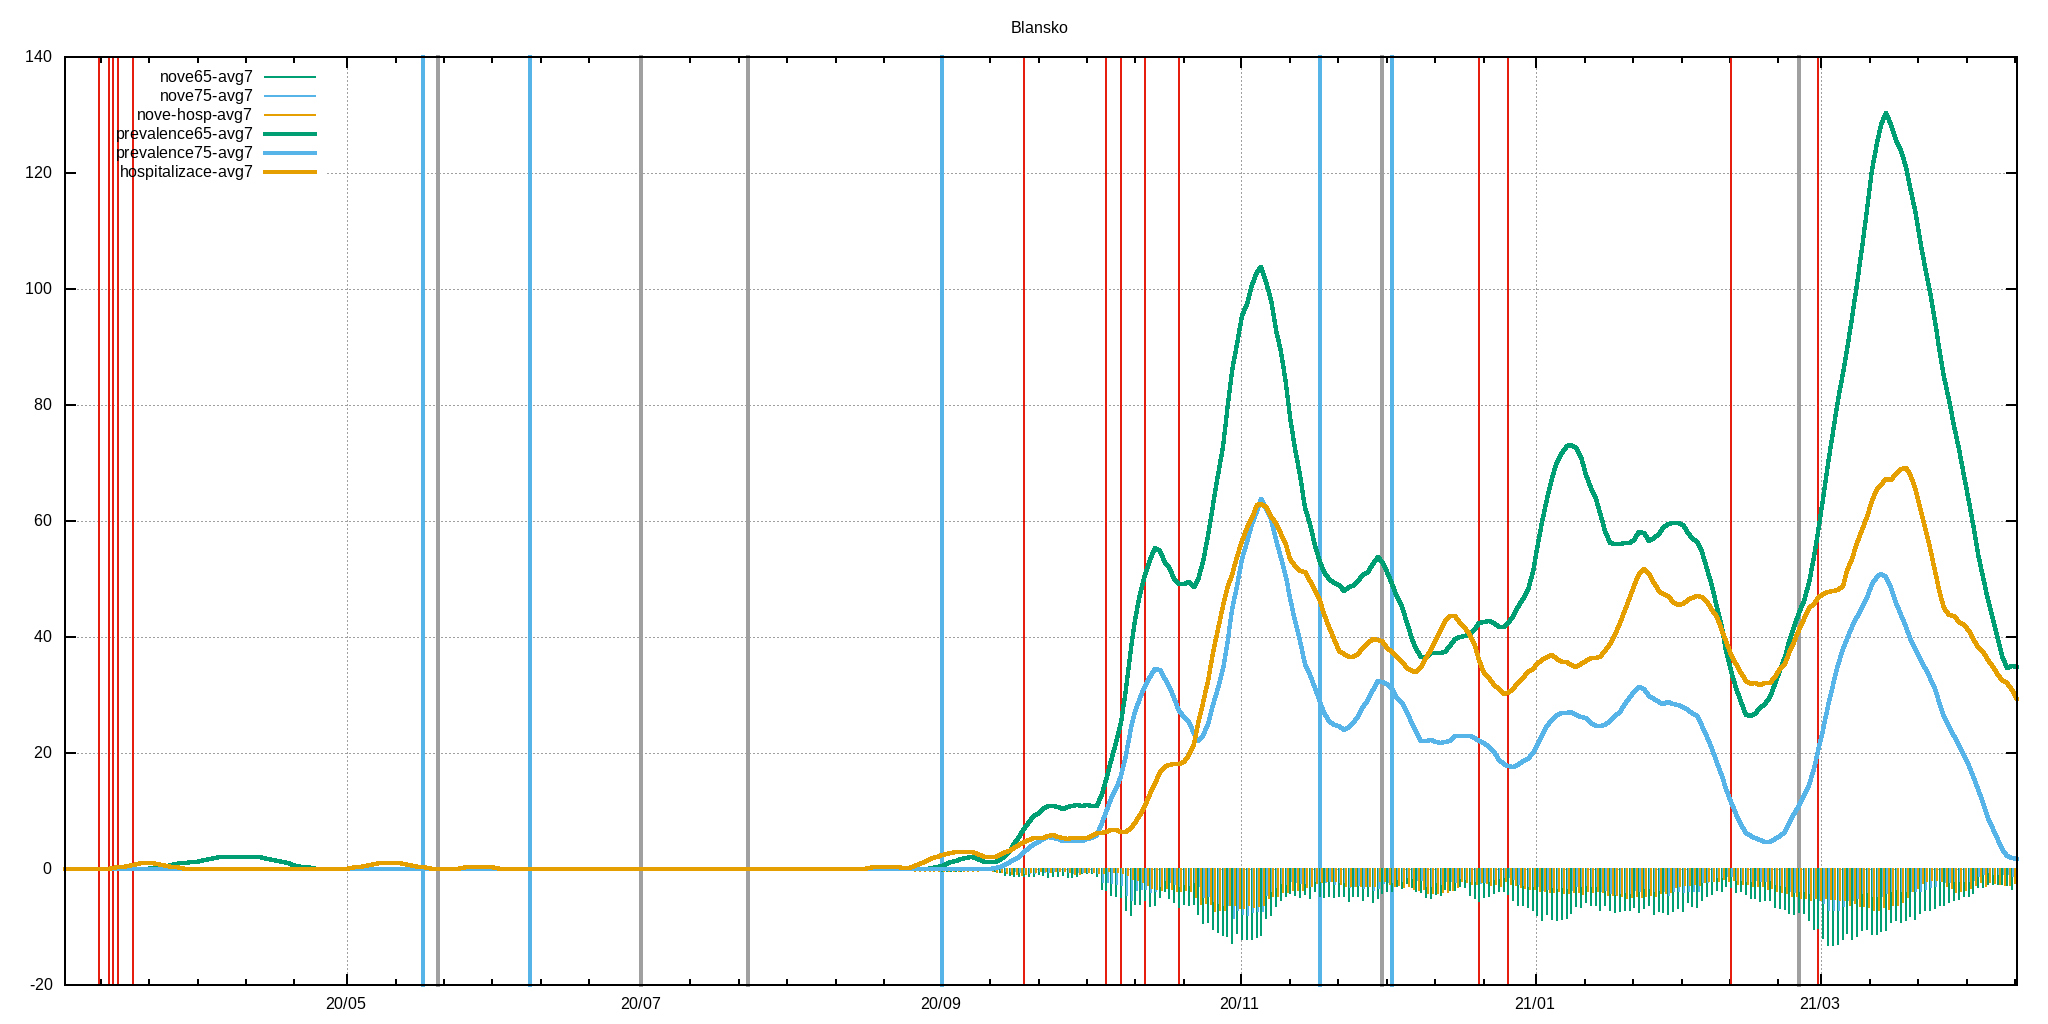 Blansko
140
120
100
80
60
40
20
0
-20
nove65-avg7
nove75-avg7
nove-hosp-avg7
prevalence65-avg7
prevalence75-avg7
hospitalizace-avg7
20/05 20/07 20/09 20/11 21/01 21/03